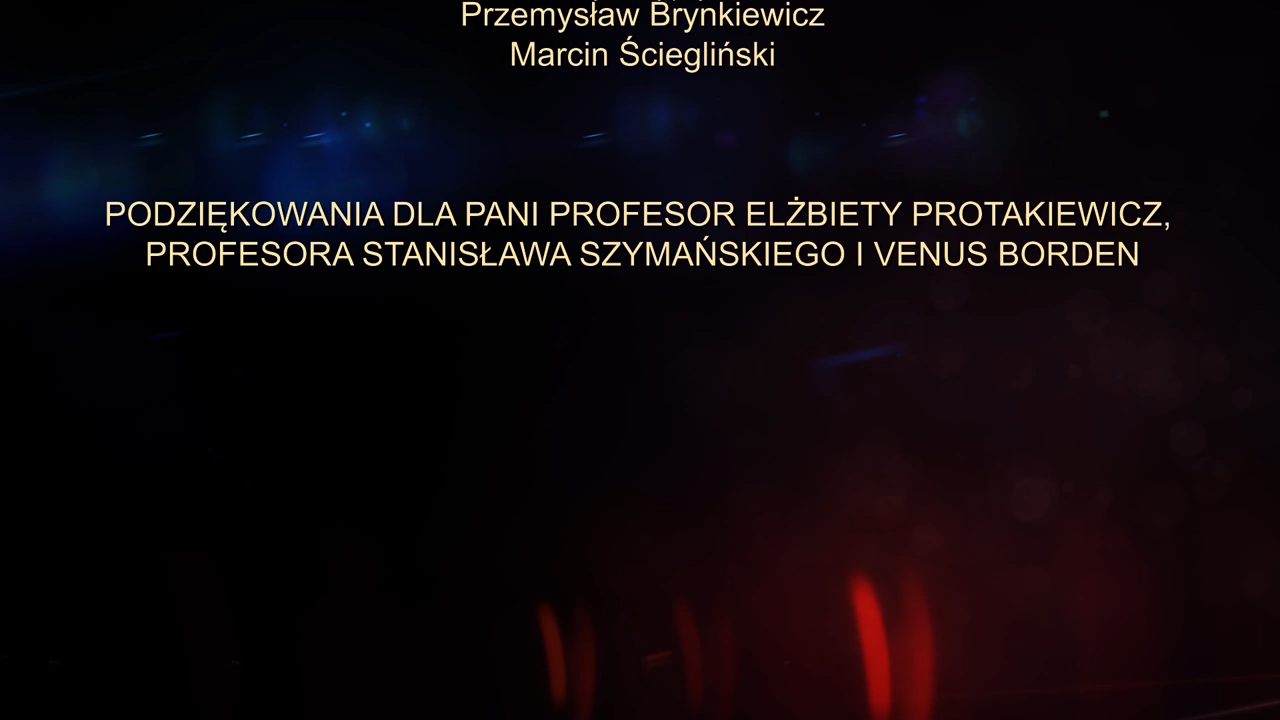 Przemysław Brynkiewicz
Marcin Ściegliński
PODZIĘKOWANIA DLA PANI PROFESOR ELŻBIETY PROTAKIEWICZ,
PROFESORA STANISŁAWA SZYMAŃSKIEGO I VENUS BORDEN